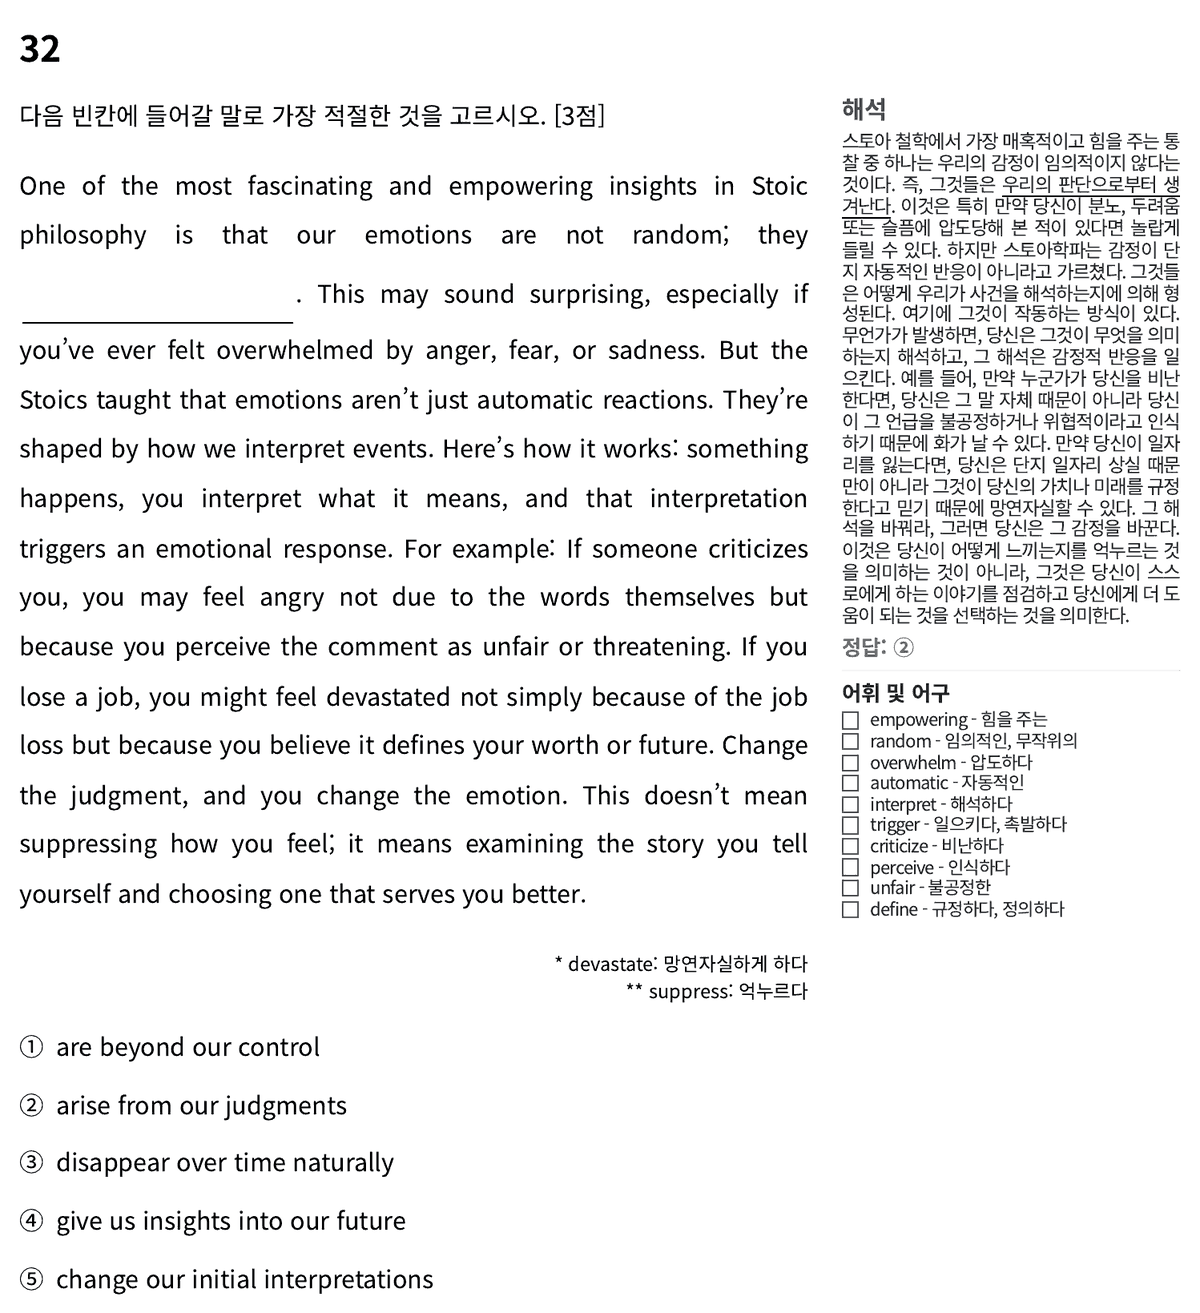 32
다음 빈칸에 들어갈 말로 가장 적절한 것을 고르시오. [3점]
One of the most fascinating and empowering insights in Stoic
philosophy is that our emotions are not random; they
. This may sound surprising, especially if
you’ve ever felt overwhelmed by anger, fear, or sadness. But the
Stoics taught that emotions aren’t just automatic reactions. They’re
shaped by how we interpret events. Here’s how it works: something
happens, you interpret what it means, and that interpretation
triggers an emotional response. For example: If someone criticizes
you, you may feel angry not due to the words themselves but
because you perceive the comment as unfair or threatening. If you
lose a job, you might feel devastated not simply because of the job
loss but because you believe it defines your worth or future. Change
the judgment, and you change the emotion. This doesn’t mean
suppressing how you feel; it means examining the story you tell
yourself and choosing one that serves you better.
* devastate: 망연자실하게 하다
** suppress: 억누르다
① are beyond our control
② arise from our judgments
③ disappear over time naturally
④ give us insights into our future
⑤ change our initial interpretations
해석
스토아 철학에서 가장 매혹적이고 힘을 주는 통
찰 중 하나는 우리의 감정이 임의적이지 않다는
것이다. 즉, 그것들은 우리의 판단으로부터 생
겨난다. 이것은 특히 만약 당신이 분노, 두려움
또는 슬픔에 압도당해 본 적이 있다면 놀랍게
들릴 수 있다. 하지만 스토아학파는 감정이 단
지 자동적인 반응이 아니라고 가르쳤다. 그것들
은 어떻게 우리가 사건을 해석하는지에 의해 형
성된다. 여기에 그것이 작동하는 방식이 있다.
무언가가 발생하면, 당신은 그것이 무엇을 의미
하는지 해석하고, 그 해석은 감정적 반응을 일
으킨다. 예를 들어, 만약 누군가가 당신을 비난
한다면, 당신은 그 말 자체 때문이 아니라 당신
이 그 언급을 불공정하거나 위협적이라고 인식
하기 때문에 화가 날 수 있다. 만약 당신이 일자
리를 잃는다면, 당신은 단지 일자리 상실 때문
만이 아니라 그것이 당신의 가치나 미래를 규정
한다고 믿기 때문에 망연자실할 수 있다. 그 해
석을 바꿔라, 그러면 당신은 그 감정을 바꾼다.
이것은 당신이 어떻게 느끼는지를 억누르는 것
을 의미하는 것이 아니라, 그것은 당신이 스스
로에게 하는 이야기를 점검하고 당신에게 더 도
움이 되는 것을 선택하는 것을 의미한다.
정답: ②
어휘 및 어구
empowering - 힘을 주는
random - 임의적인, 무작위의
overwhelm - 압도하다
automatic - 자동적인
interpret - 해석하다
trigger - 일으키다, 촉발하다
criticize - 비난하다
perceive - 인식하다
unfair - 불공정한
define - 규정하다, 정의하다